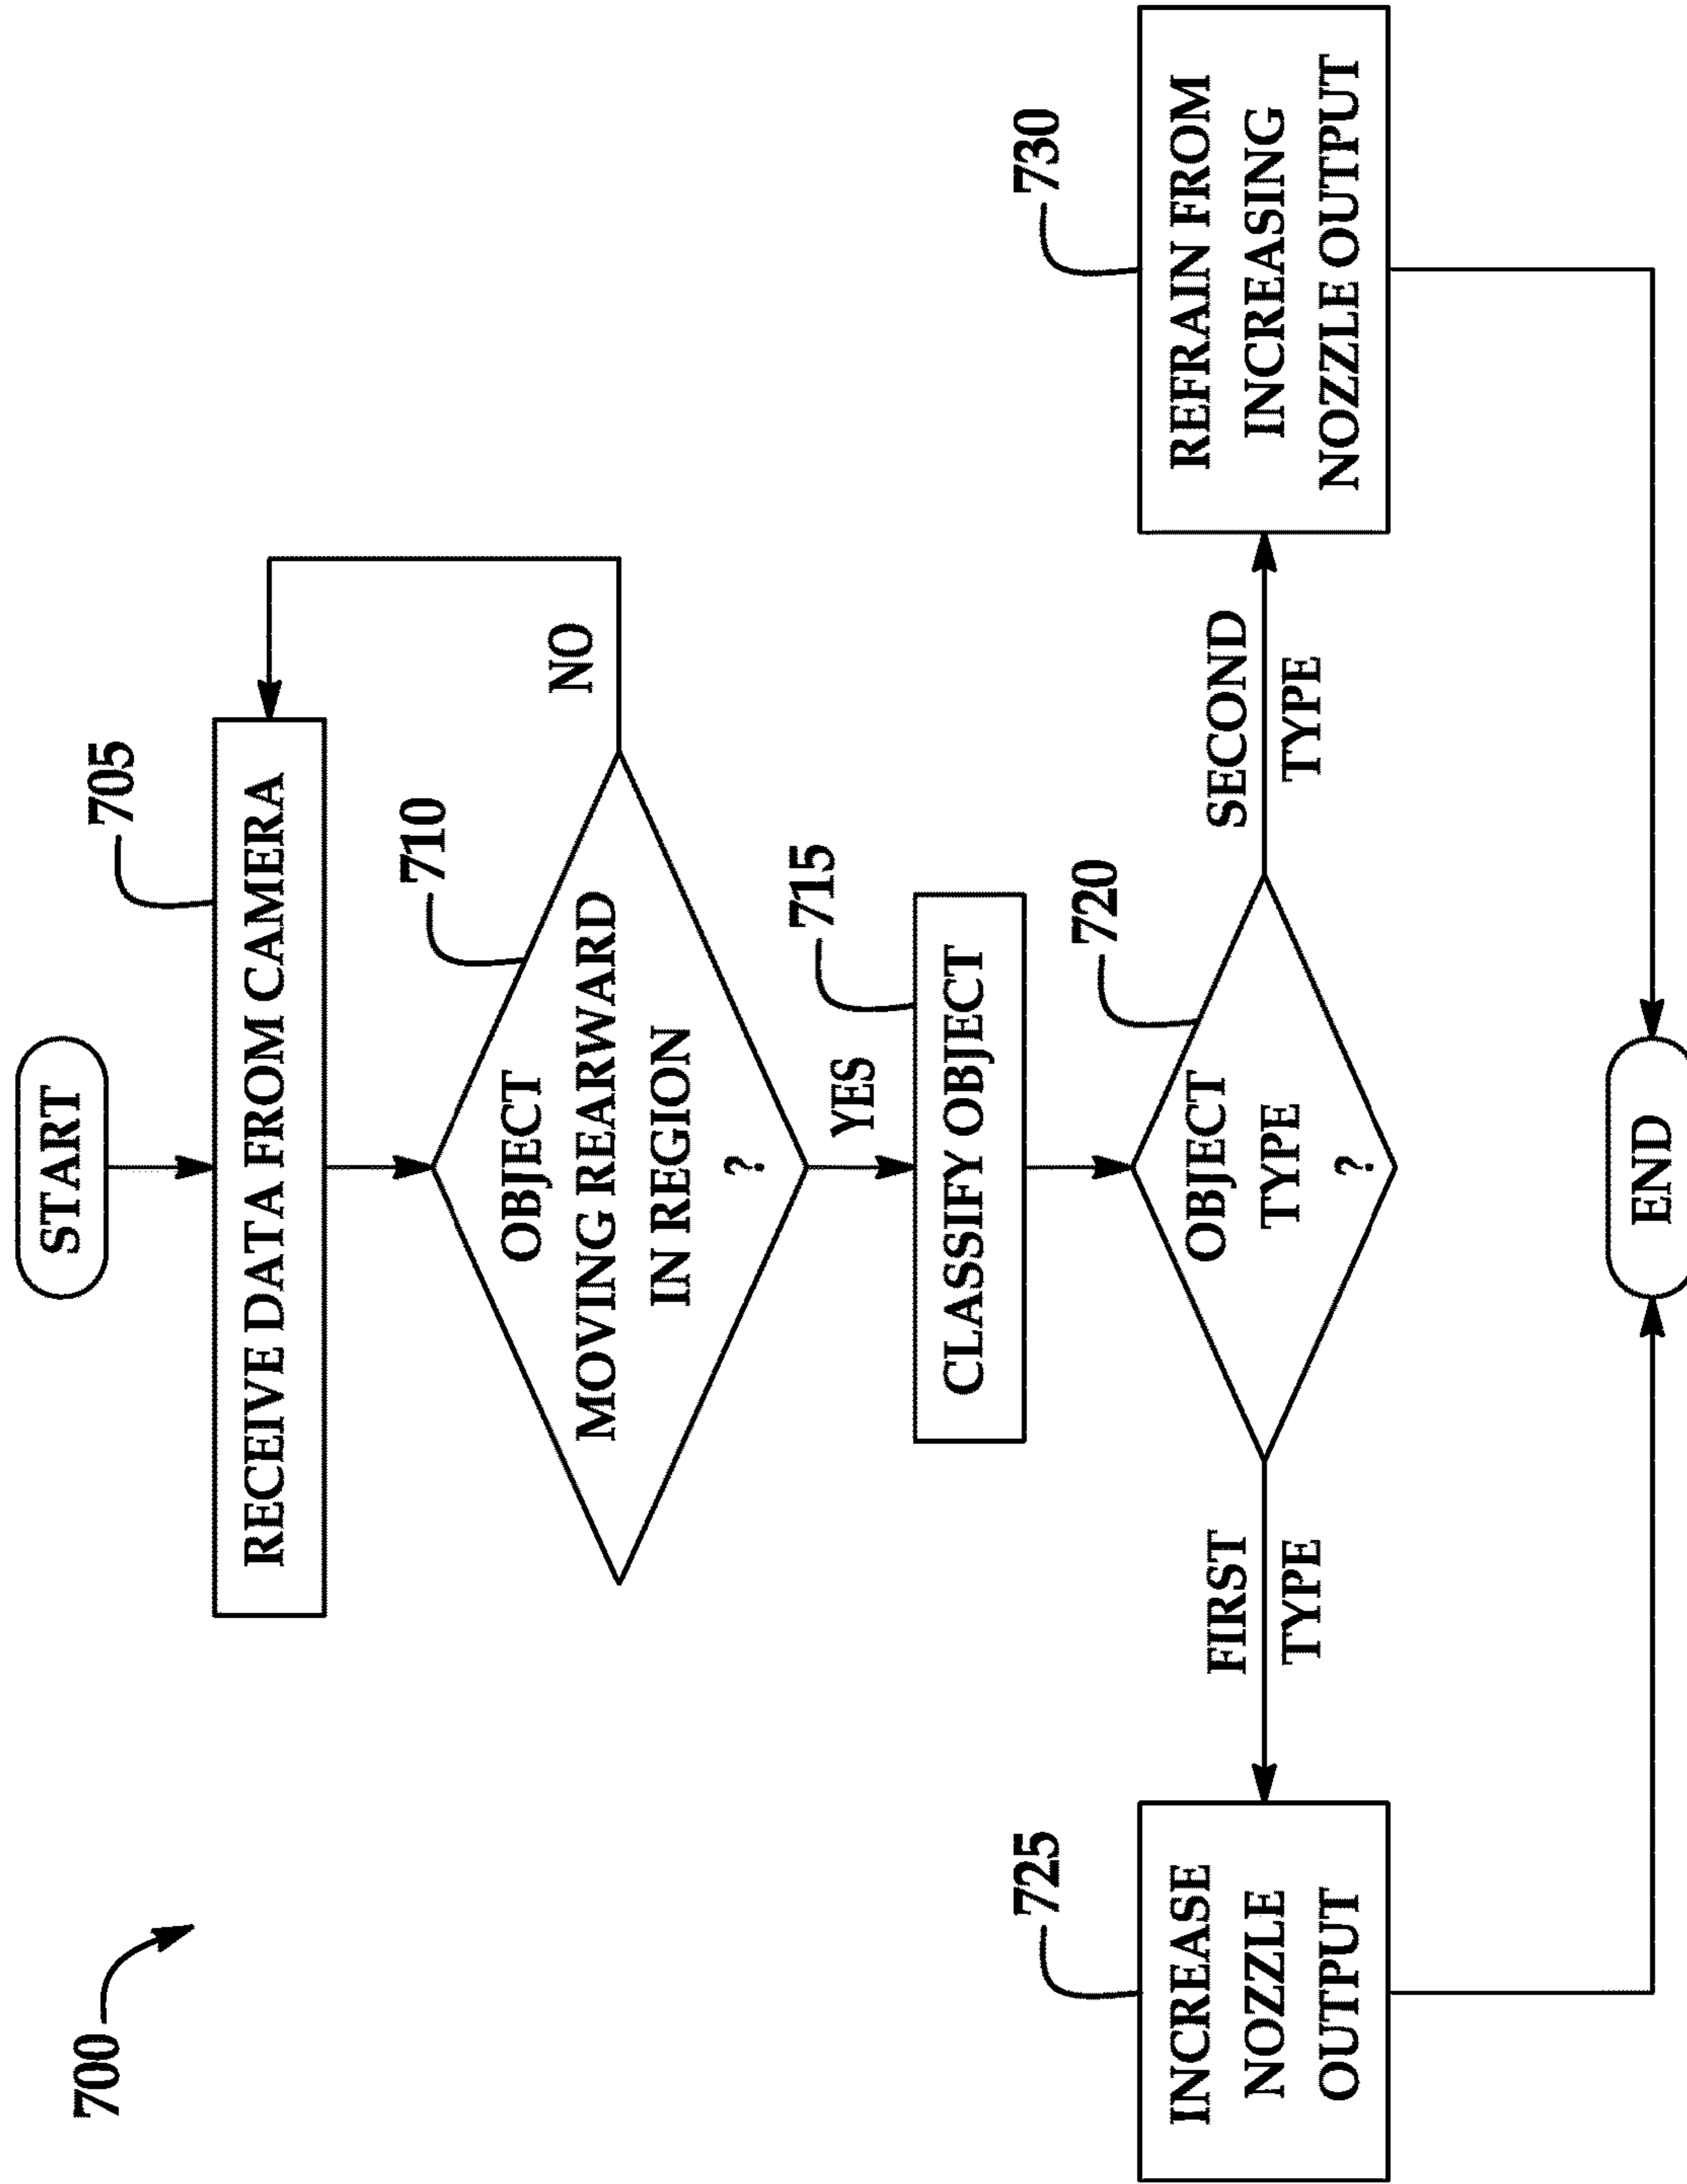 700
START
705
RECEIVE DATA FROM CAMERA
710
OBJECT
MOVING REARWARD
IN REGION
?
NO
YES
715
CLASSIFY OBJECT
720
OBJECT
TYPE
?
FIRST
TYPE
SECOND
TYPE
725
INCREASE
NOZZLE
OUTPUT
730
REFRAIN FROM
INCREASING
NOZZLE OUTPUT
END